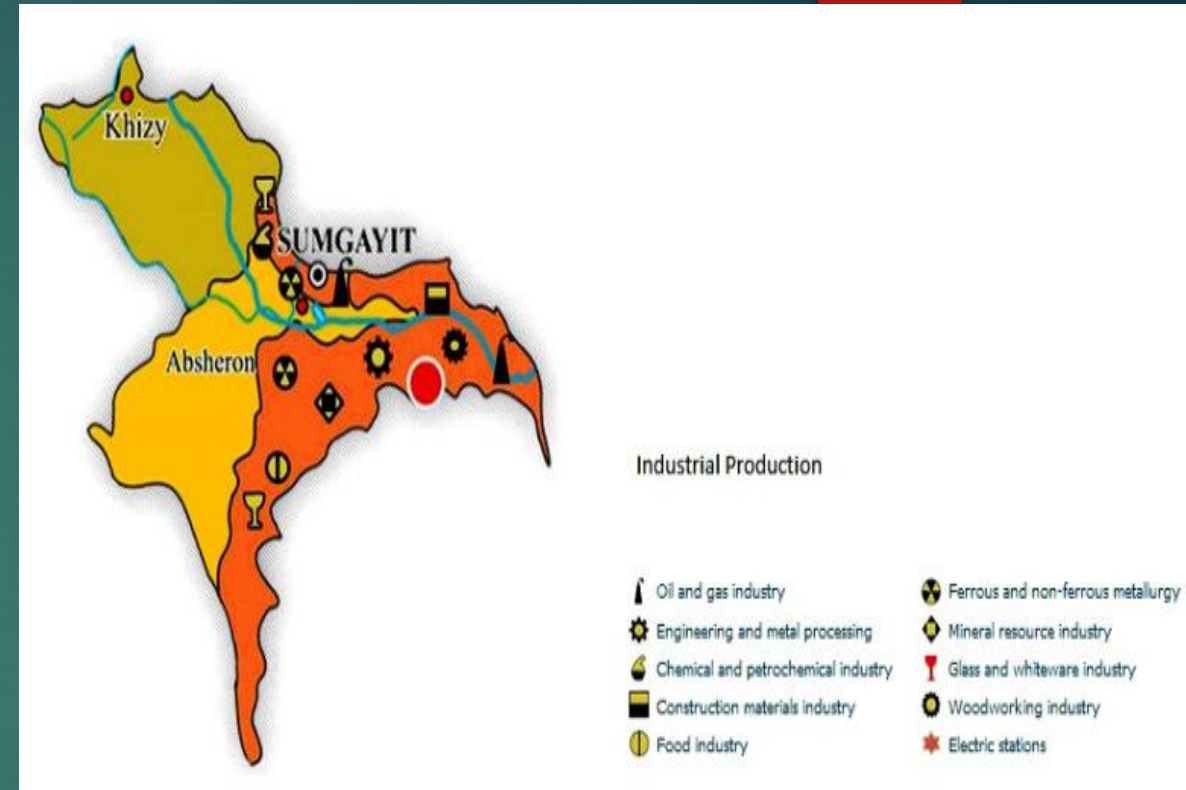 Khizy
SUMGAYIT
Absheron
Industrial Production
Oil and gas industry
Engineering and metal processing
Chemical and petrochemical industry
Construction materials industry
Food industry
Ferrous and non-ferrous metallurgy
Mineral resource industry
Glass and whiteware industry
Woodworking industry
Electric stations